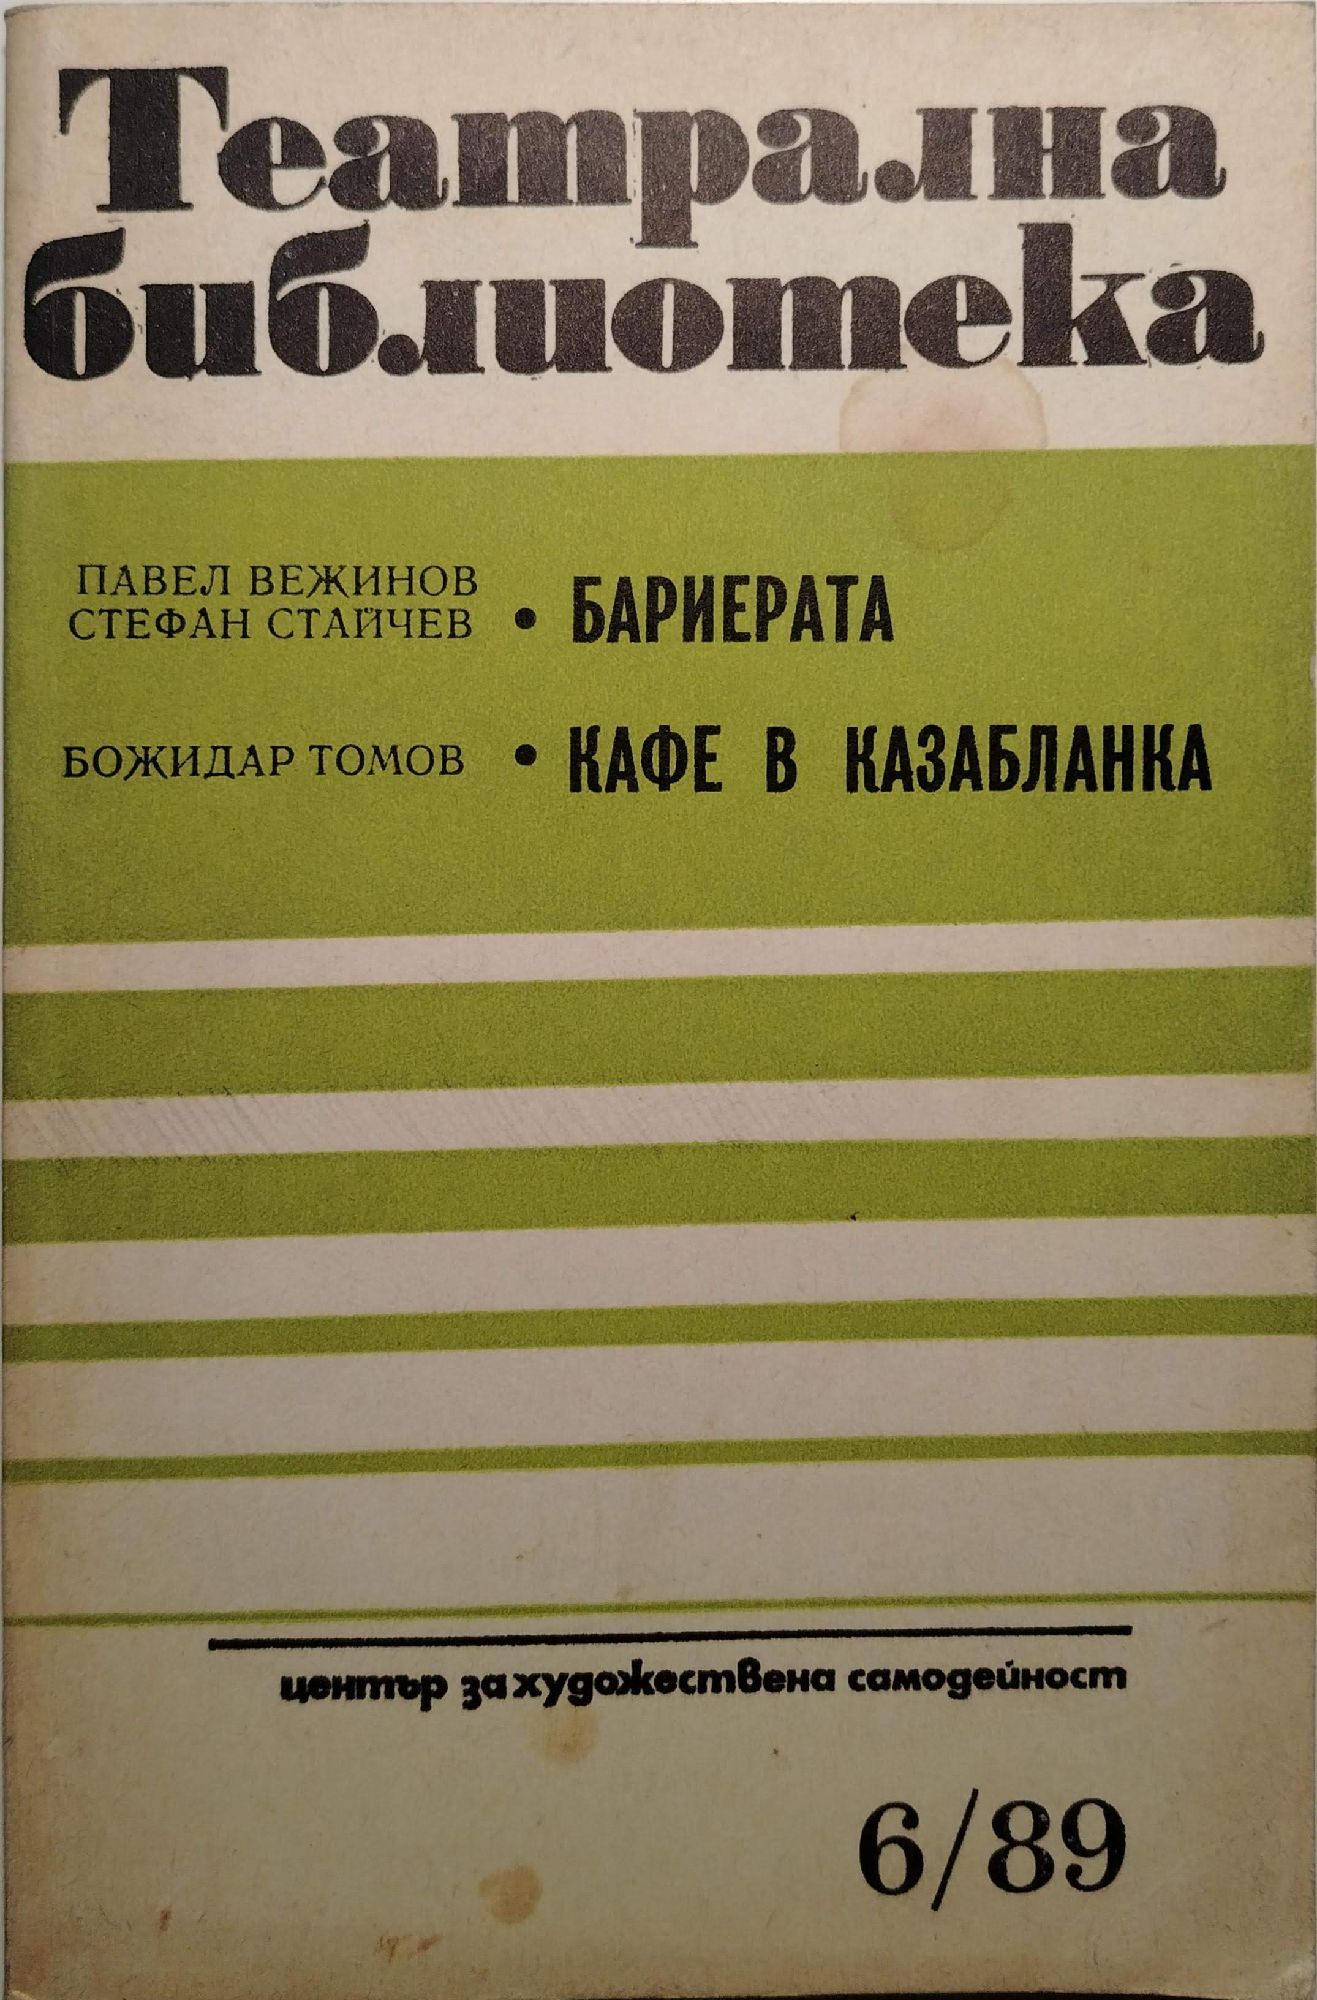 Театрална
библиотека
ПАВЕЛ ВЕЖИНОВ
СТЕФАН СТАЙЧЕВ • БАРИЕРАТА
БОЖИДАР ТОМОВ • КАФЕ В КАЗАБЛАНКА
център за художествена самодейност
6/89